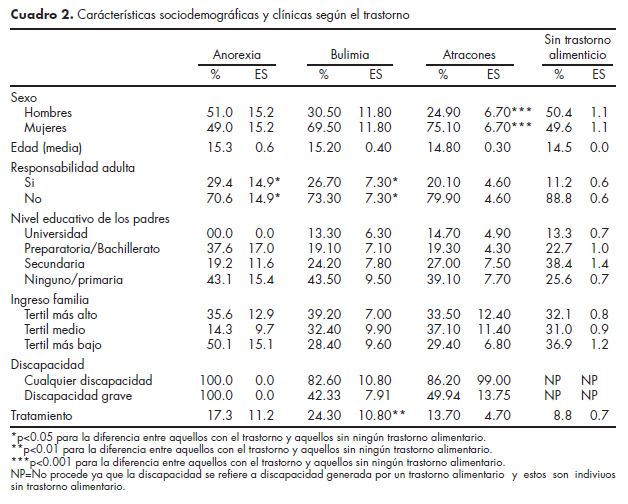 Cuadro 2. Carácterísticas sociodemográficas y clínicas según el trastorno
Anorexia Bulimia Atracones Sin trastorno alimenticio
% ES % ES % ES % ES
Sexo
Hombres 51.0 15.2 30.50 11.80 24.90 6.70*** 50.4 1.1
Mujeres 49.0 15.2 69.50 11.80 75.10 6.70*** 49.6 1.1
Edad (media) 15.3 0.6 15.20 0.40 14.80 0.30 14.5 0.0
Responsabilidad adulta
Si 29.4 14.9* 26.70 7.30* 20.10 4.60 11.2 0.6
No 70.6 14.9* 73.30 7.30* 79.90 4.60 88.8 0.6
Nivel educativo de los padres
Universidad 00.0 0.0 13.30 6.30 14.70 4.90 13.3 0.7
Preparatoria/Bachillerato 37.6 17.0 19.10 7.10 19.30 4.30 22.7 1.0
Secundaria 19.2 11.6 24.20 7.80 27.00 7.50 38.4 1.4
Ninguno/primaria 43.1 15.4 43.50 9.50 39.10 7.70 25.6 0.7
Ingreso familia
Tertil más alto 35.6 12.9 39.20 7.00 33.50 12.40 32.1 0.8
Tertil medio 14.3 9.7 32.40 9.90 37.10 11.40 31.0 0.9
Tertil más bajo 50.1 15.1 28.40 9.60 29.40 6.80 36.9 1.2
Discapacidad
Cualquier discapacidad 100.0 0.0 82.60 10.80 86.20 99.00 NP NP
Discapacidad grave 100.0 0.0 42.33 7.91 49.94 13.75 NP NP
Tratamiento 17.3 11.2 24.30 10.80** 13.70 4.70 8.8 0.7
*p<0.05 para la diferencia entre aquellos con el trastorno y aquellos sin ningún trastorno alimentario.
**p<0.01 para la diferencia entre aquellos con el trastorno y aquellos sin ningún trastorno alimentario.
***p<0.001 para la diferencia entre aquellos con el trastorno y aquellos sin ningún trastorno alimentario.
NP=No procede ya que la discapacidad se refiere a discapacidad generada por un trastorno alimentario y estos son indiviuos
sin trastorno alimentario.